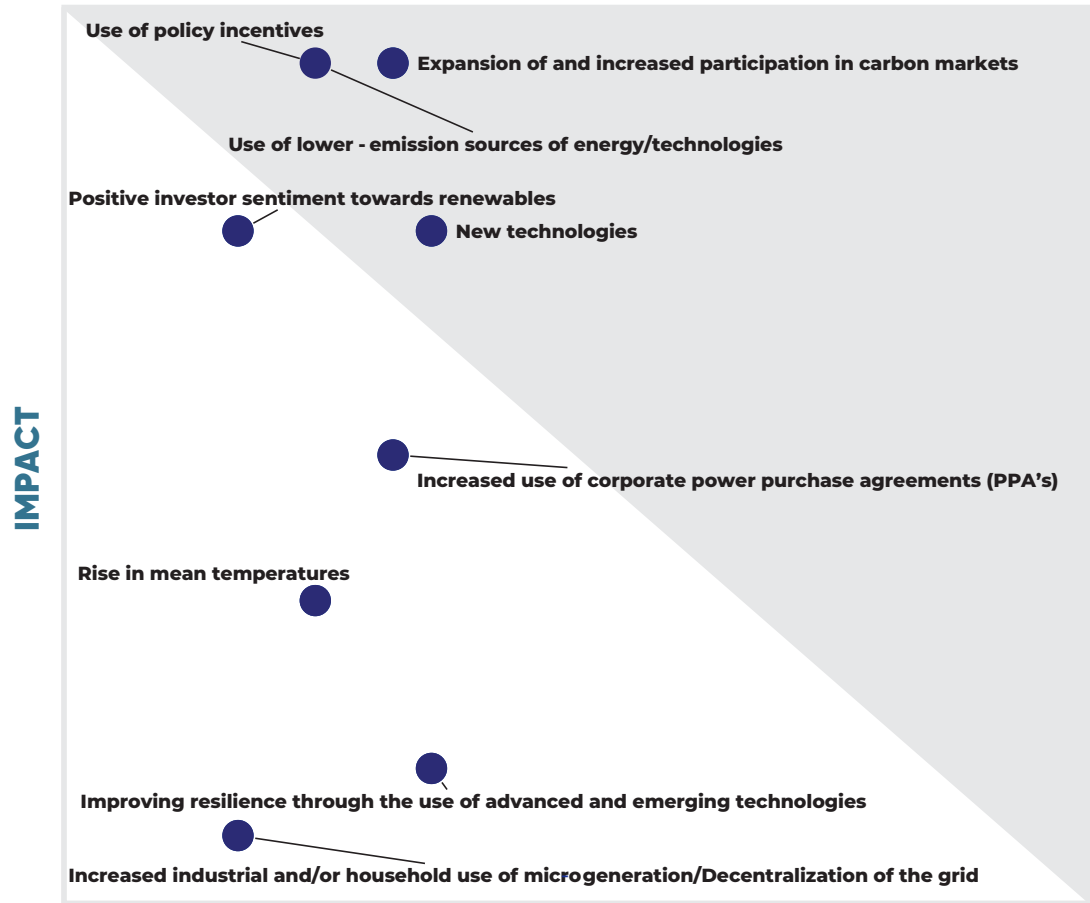 Use of policy incentives
Expansion of and increased participation in carbon markets
Use of lower - emission sources of energy/technologies
Positive investor sentiment towards renewables
New technologies
IMPACT
Increased use of corporate power purchase agreements (PPA’s)
Rise in mean temperatures
Improving resilience through the use of advanced and emerging technologies
Increased industrial and/or household use of microgeneration/Decentralization of the grid